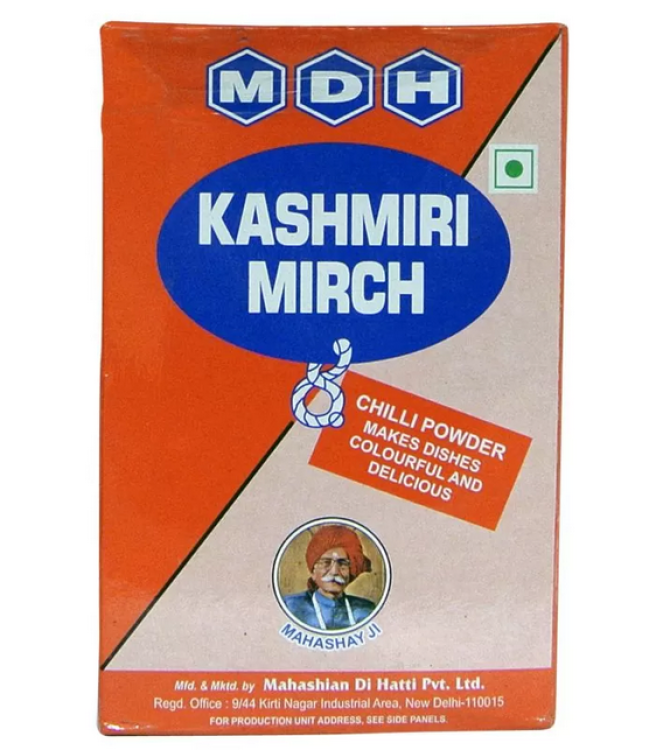 MDH
KASHMIRI
MIRCH
CHILLI POWDER
MAKES DISHES
COLOURFUL AND
DELICIOUS
MAHASHAY JI
Mfd. & Mktd. by Mahashian Di Hatti Pvt. Ltd.
Regd. Office : 9/44 Kirti Nagar Industrial Area, New Delhi-110015
FOR PRODUCTION UNIT ADDRESS, SEE SIDE PANELS.